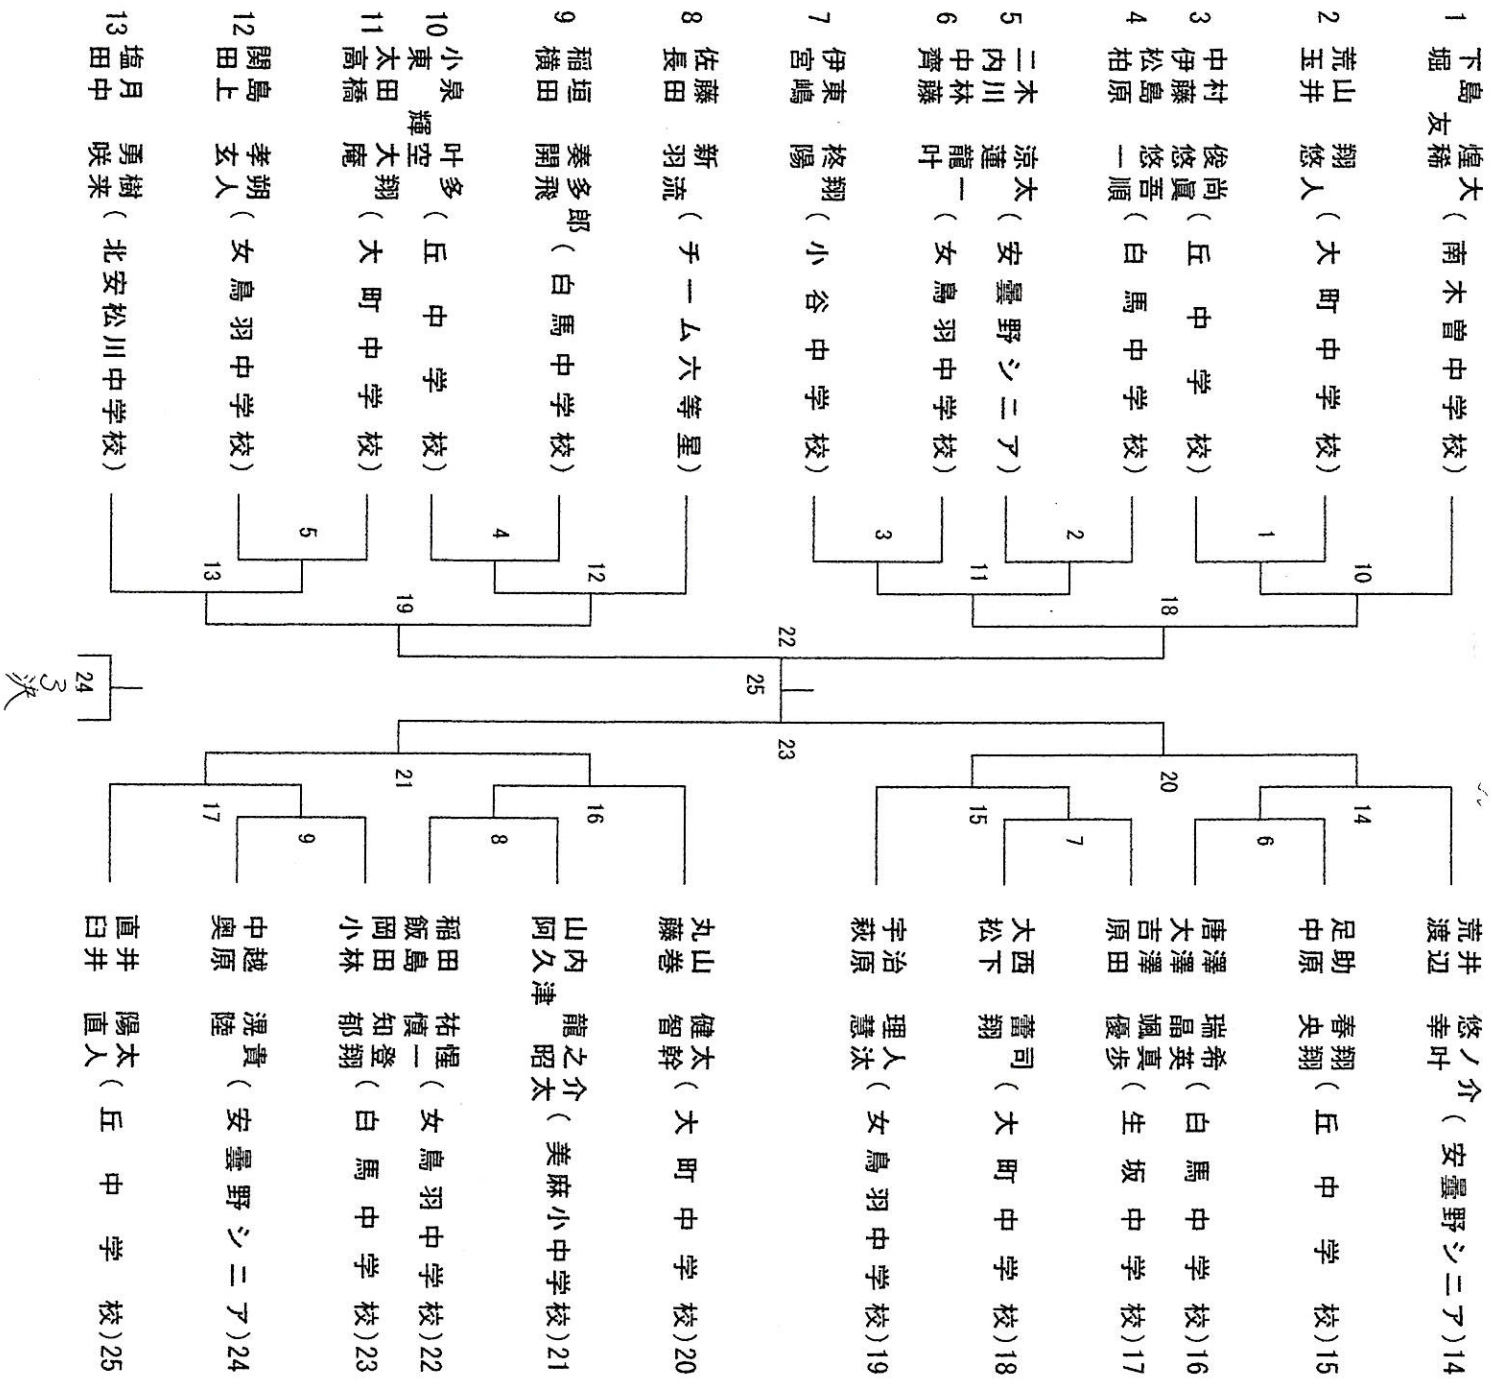 下島 煌大
1 堀 友稀 (南木曽中学校)
荒山 翔
2 玉井 悠人 (大町中学校)
中村 俊尚
3 伊藤 悠眞 (丘中学校)
松島 悠吾
4 柏原 一順 (白馬中学校)
二木 涼太
5 内川 蓮 (安曇野シニア)
中林 龍一
6 齊藤 叶 (女鳥羽中学校)
伊東 柊翔
7 宮嶋 陽 (小谷中学校)
佐藤 新
8 長田 羽流 (チーム六等星)
稲垣 奏多郎
9 横田 開飛 (白馬中学校)
小泉 叶多
10 東 輝空 (丘中学校)
太田 大翔
11 高橋 庵 (大町中学校)
関島 孝朔
12 田上 玄人 (女鳥羽中学校)
塩月 勇樹
13 田中 咲来 (北安松川中学校)
1
2
3
4
5
10
11
12
13
18
19
22
25
24
3決
23
20
21
14
15
16
17
6
7
8
9
荒井 悠ノ介
渡辺 幸叶 (安曇野シニア)14
足助 春翔
中原 央翔 (丘中学校)15
唐澤 瑞希
大澤 晶英 (白馬中学校)16
吉澤 颯真
原田 優歩 (生坂中学校)17
大西 蕾司
松下 翔 (大町中学校)18
宇治 理人
萩原 慧汰 (女鳥羽中学校)19
丸山 健太
藤巻 智幹 (大町中学校)20
山内 龍之介
阿久津 昭太 (美麻小中学校)21
稲田 祐惺
飯島 慎一 (女鳥羽中学校)22
岡田 知登
小林 郁翔 (白馬中学校)23
中越 滉貴
奥原 陸 (安曇野シニア)24
直井 陽太
臼井 直人 (丘中学校)25